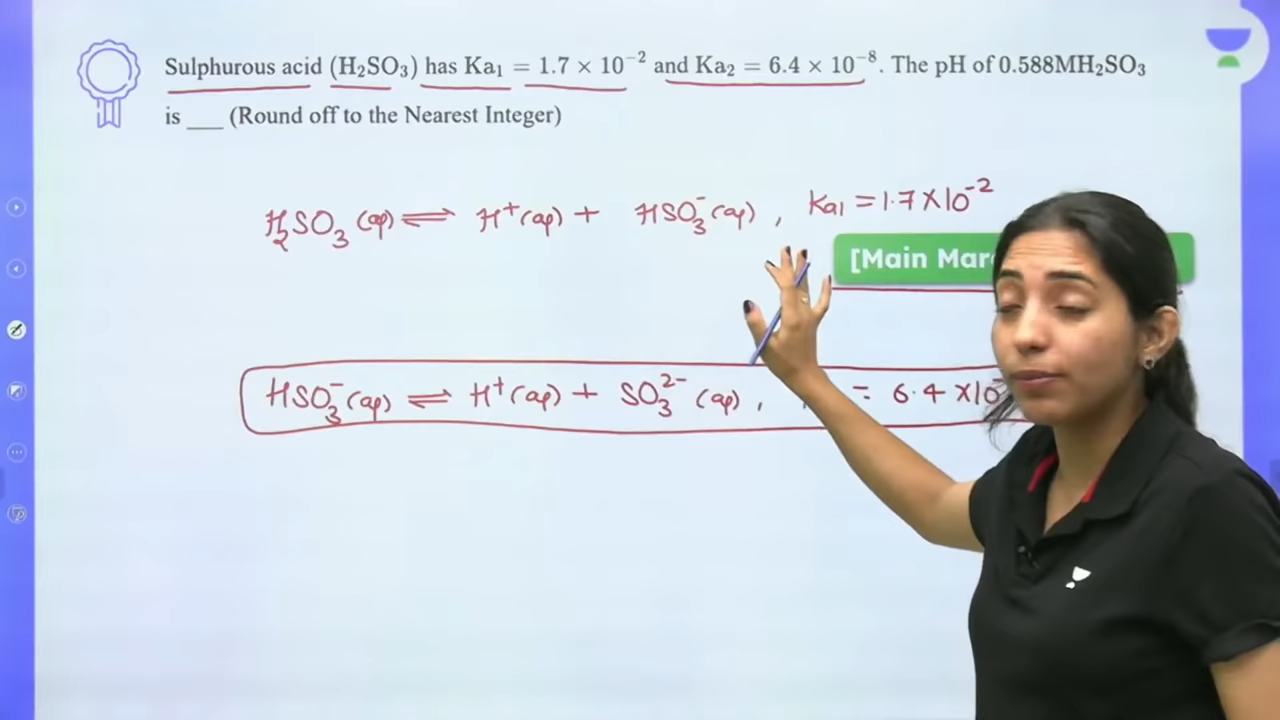 Sulphurous acid (H₂SO₃) has Ka₁ = 1.7 × 10⁻² and Ka₂ = 6.4 × 10⁻⁸. The pH of 0.588MH₂SO₃
is ___ (Round off to the Nearest Integer)
H₂SO₃(aq) ⇌ H⁺(aq) + HSO₃⁻(aq), Ka1 = 1.7×10⁻²
[Main Mar
HSO₃⁻(aq) ⇌ H⁺(aq) + SO₃²⁻(aq), = 6.4×10